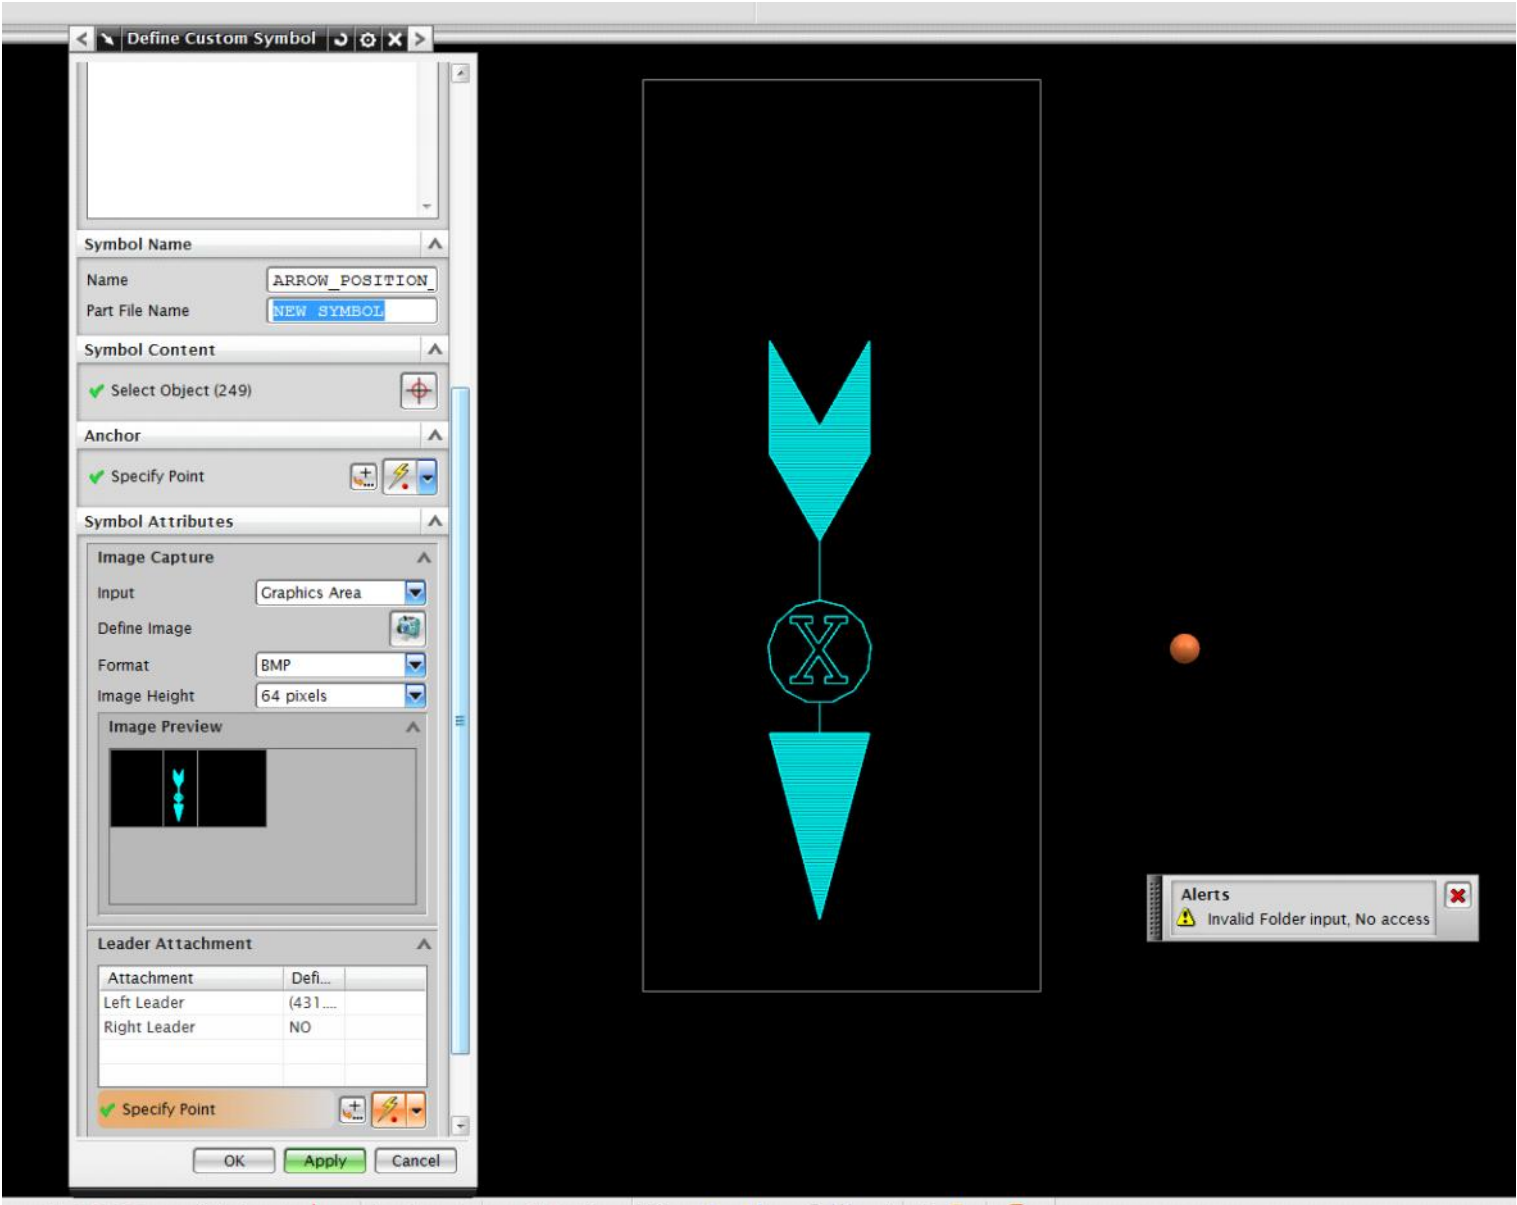 Define Custom Symbol
Symbol Name
Name ARROW_POSITION_
Part File Name NEW SYMBOL
Symbol Content
Select Object (249)
Anchor
Specify Point
Symbol Attributes
Image Capture
Input Graphics Area
Define Image
Format BMP
Image Height 64 pixels
Image Preview
Leader Attachment
Attachment Defi...
Left Leader (431....
Right Leader NO
Specify Point
OK Apply Cancel
X
Alerts
Invalid Folder input, No access